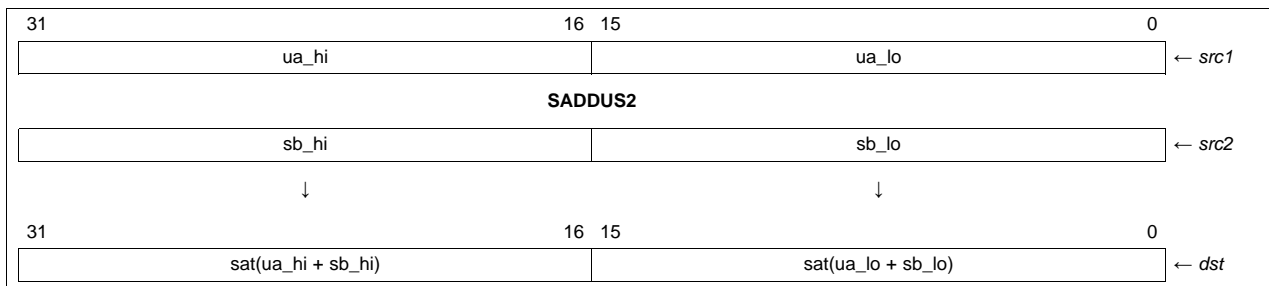 31 16 15 0
ua_hi ua_lo ← src1
SADDUS2
sb_hi sb_lo ← src2
↓ ↓
31 16 15 0
sat(ua_hi + sb_hi) sat(ua_lo + sb_lo) ← dst